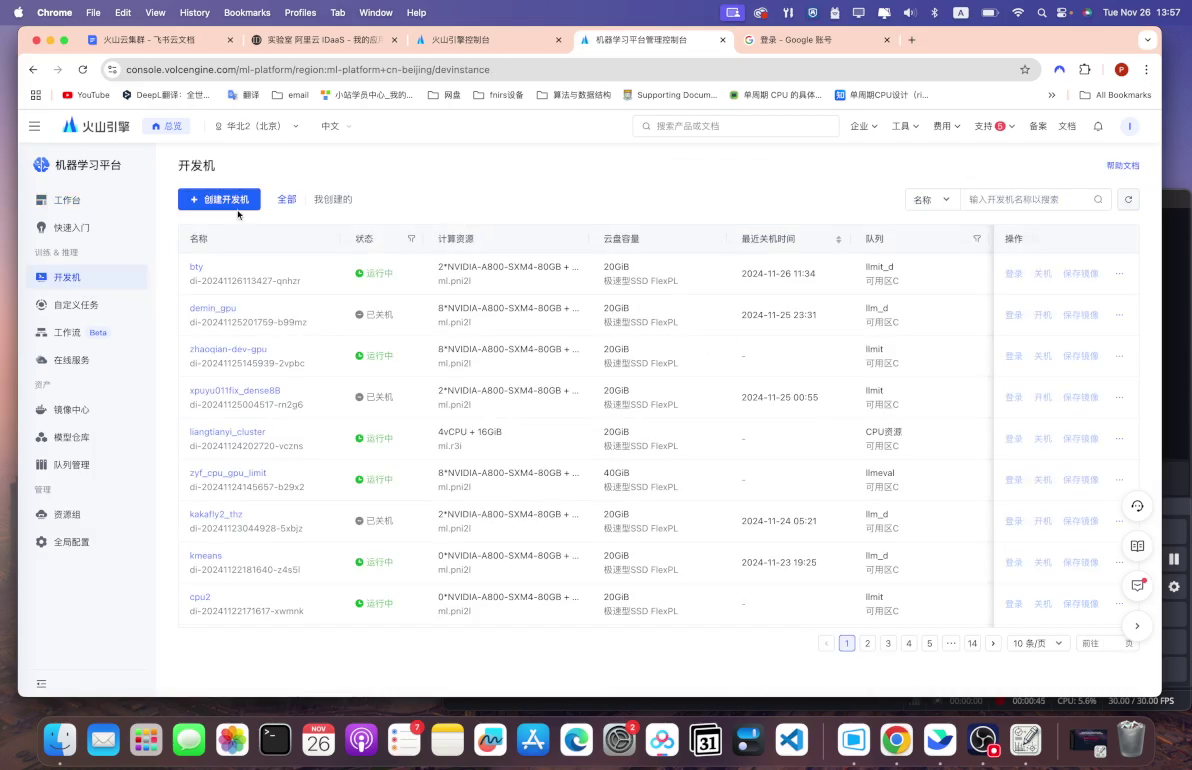 Chrome File Edit View History Bookmarks Profiles Tab Window Help
A
Tue Nov 26 13:57
火山云集群 - 飞书云文档
实验室 阿里云 IDaaS - 我的应用
火山引擎控制台
机器学习平台管理控制台
登录 - Google 账号
console.volcengine.com/ml-platform/region:ml-platform+cn-beijing/devinstance
P
YouTube
DeepL翻译：全世...
翻译
email
小站学员中心_我的...
网盘
fnirs设备
算法与数据结构
Supporting Docum...
单周期 CPU 的具体...
单周期CPU设计（ri...
All Bookmarks
火山引擎
总览
华北2（北京）
中文
搜索产品或文档
企业
工具
费用
支持 5
备案
文档
I
机器学习平台
工作台
快速入门
训练 & 推理
开发机
自定义任务
工作流 Beta
在线服务
资产
镜像中心
模型仓库
队列管理
管理
资源组
全局配置
开发机
帮助文档
+ 创建开发机
全部
我创建的
名称
输入开发机名称以搜索
名称 状态 计算资源 云盘容量 最近关机时间 队列 操作
bty 运行中 2*NVIDIA-A800-SXM4-80GB + ... 20GiB 2024-11-26 11:34 llmit_d 登录 关机 保存镜像 ...
di-20241126113427-qnhzr ml.pni2l 极速型SSD FlexPL 可用区C
demin_gpu 已关机 8*NVIDIA-A800-SXM4-80GB + ... 20GiB 2024-11-25 23:31 llm_d 登录 开机 保存镜像 ...
di-20241125201759-b99mz ml.pni2l 极速型SSD FlexPL 可用区C
zhaoqian-dev-gpu 运行中 8*NVIDIA-A800-SXM4-80GB + ... 20GiB - llmit 登录 关机 保存镜像 ...
di-20241125145939-2vpbc ml.pni2l 极速型SSD FlexPL 可用区C
xpuyu011fix_dense8B 已关机 2*NVIDIA-A800-SXM4-80GB + ... 20GiB 2024-11-25 00:55 llmit 登录 开机 保存镜像 ...
di-20241125004517-rn2g6 ml.pni2l 极速型SSD FlexPL 可用区C
liangtianyi_cluster 运行中 4vCPU + 16GiB 20GiB - CPU资源 登录 关机 保存镜像 ...
di-20241124202720-vczns ml.r3i 极速型SSD FlexPL 可用区C
zyf_cpu_gpu_limit 运行中 8*NVIDIA-A800-SXM4-80GB + ... 40GiB - llmeval 登录 关机 保存镜像 ...
di-20241124145657-b29x2 ml.pni2l 极速型SSD FlexPL 可用区C
kakafly2_thz 已关机 2*NVIDIA-A800-SXM4-80GB + ... 20GiB 2024-11-24 05:21 llm_d 登录 开机 保存镜像 ...
di-20241123044928-5xbjz ml.pni2l 极速型SSD FlexPL 可用区C
kmeans 运行中 0*NVIDIA-A800-SXM4-80GB + ... 20GiB 2024-11-23 19:25 llm_d 登录 关机 保存镜像 ...
di-20241122181640-z4s5l ml.pni2l 极速型SSD FlexPL 可用区C
cpu2 运行中 0*NVIDIA-A800-SXM4-80GB + ... 20GiB - llmit 登录 关机 保存镜像 ...
di-20241122171617-xwmnk ml.pni2l 极速型SSD FlexPL 可用区C
1 2 3 4 5 ... 14
10 条/页
前往 页
00:00:00 00:00:45 CPU: 5.6% 30.00 / 30.00 FPS
NOV
26
7
2
31